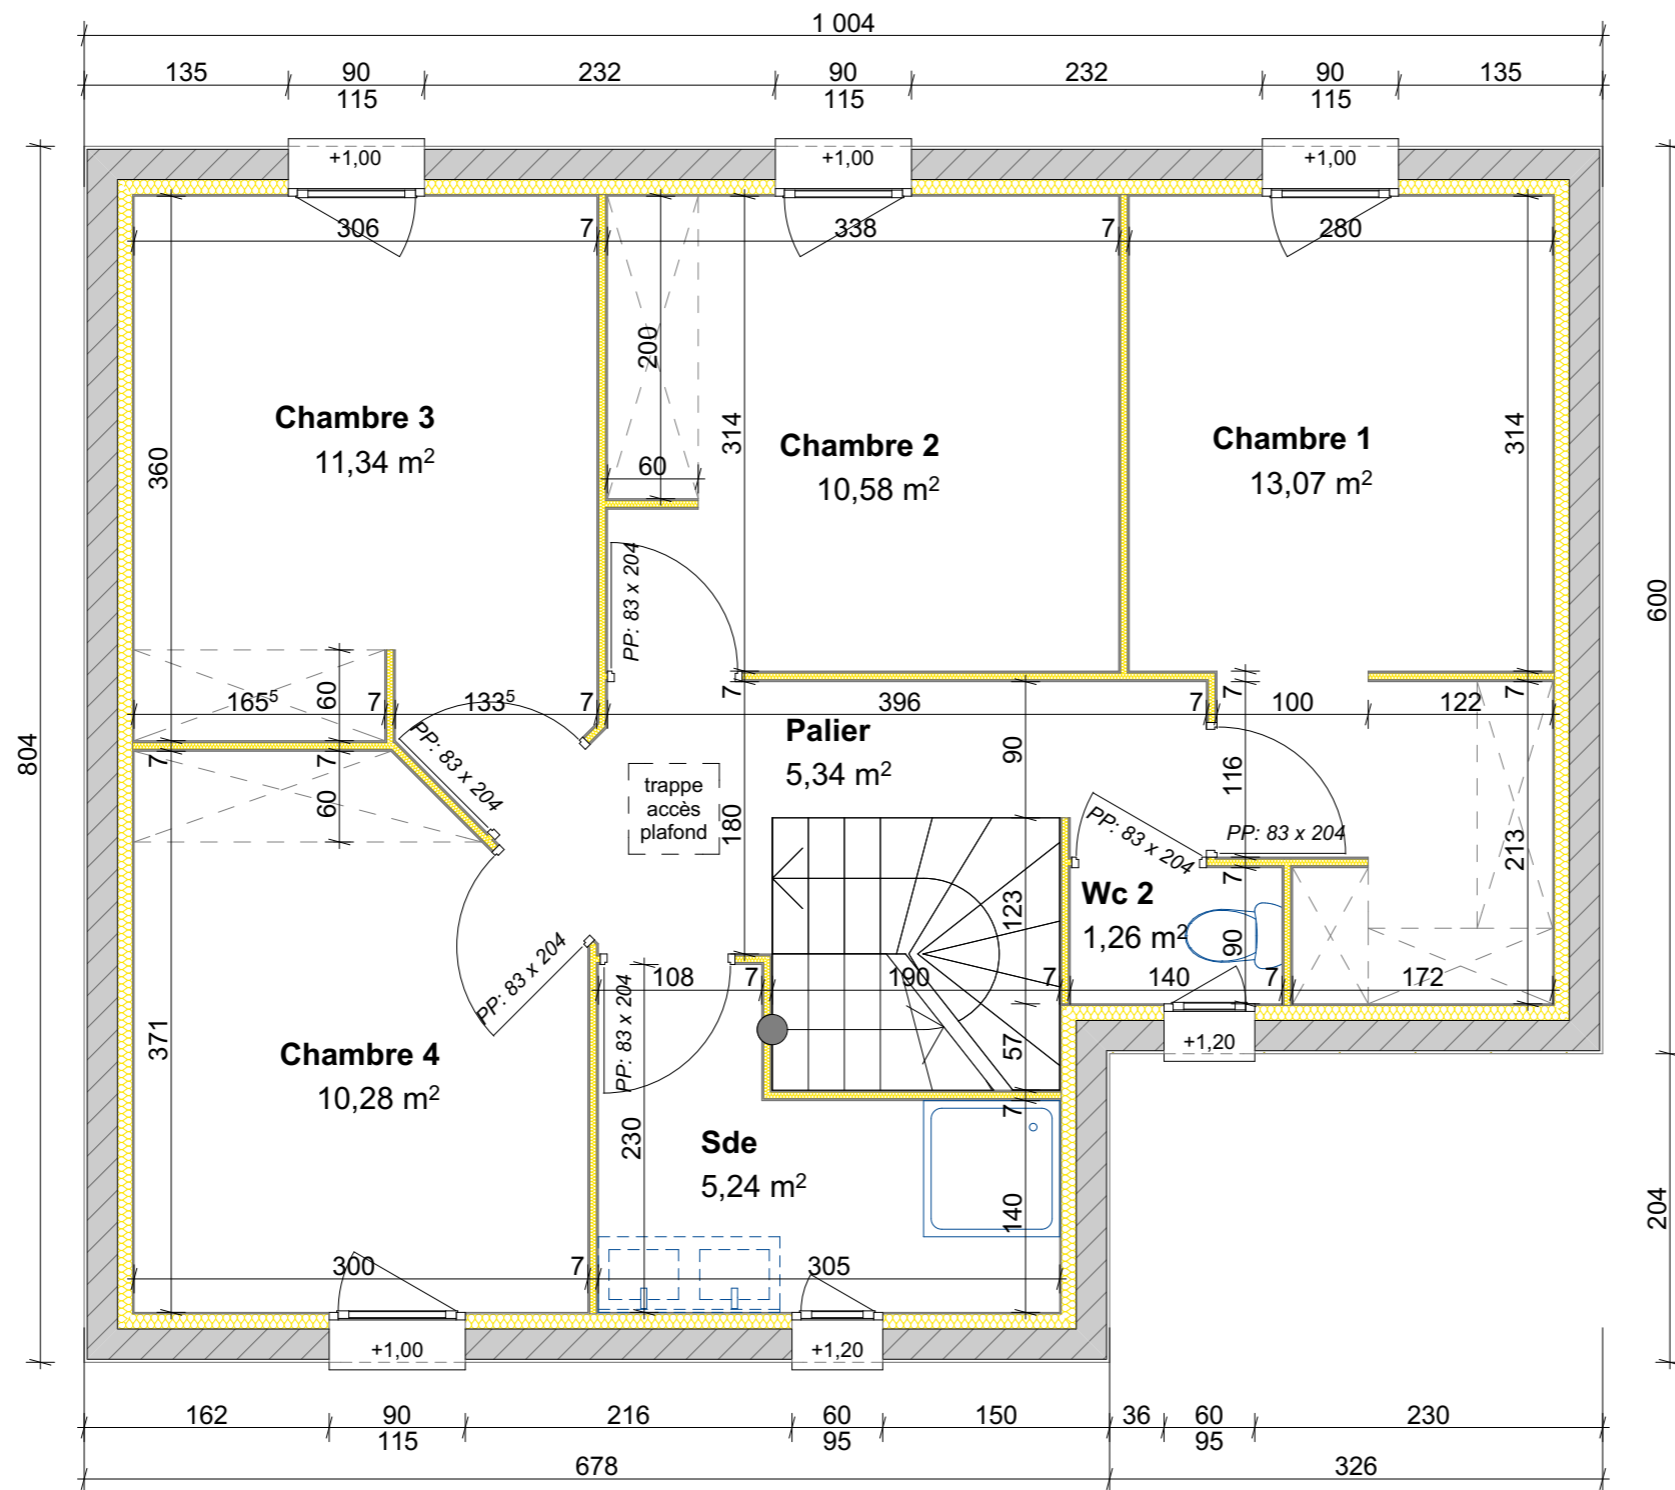 1 004
135 90 232 90 232 90 135
115 115 115
+1,00 +1,00 +1,00
306 7 338 7 280
200
60
314
314
360
Chambre 3
11,34 m²
Chambre 2
10,58 m²
Chambre 1
13,07 m²
804
600
PP: 83 x 204
165⁵ 7 133⁵ 7 7 396 7 7 100 122 7
60
7 7
60
PP: 83 x 204
Palier
5,34 m²
90
116
213
trappe
accès
plafond
180
PP: 83 x 204
PP: 83 x 204
7
Wc 2
1,26 m²
90
123
PP: 83 x 204
PP: 83 x 204
108 7 190 7 140 7 172
371
Chambre 4
10,28 m²
57
+1,20
7
230
Sde
5,24 m²
140
204
300 7 305
+1,00 +1,20
162 90 216 60 150 36 60 230
115 95 95
678 326